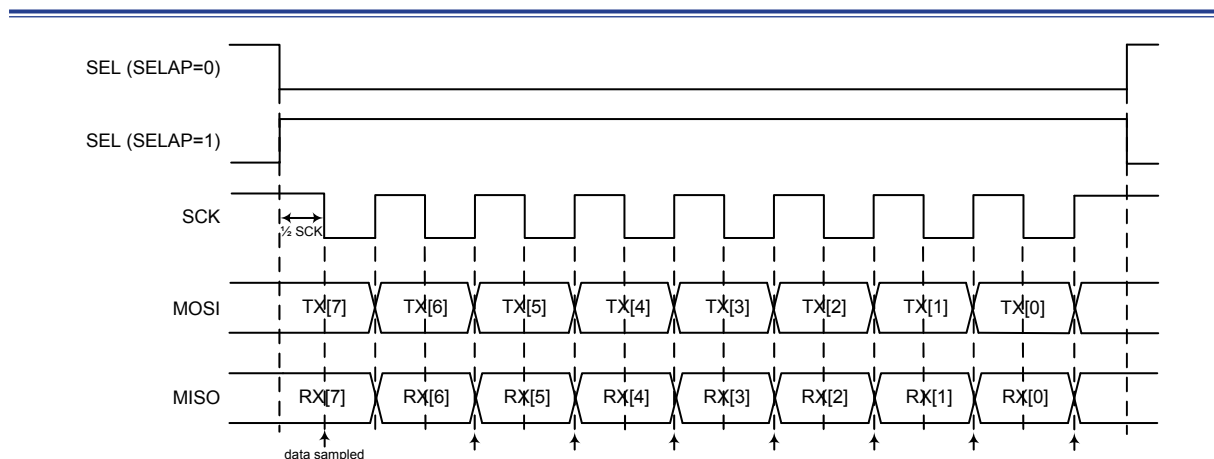 SEL (SELAP=0)
SEL (SELAP=1)
SCK
½ SCK
MOSI TX[7] TX[6] TX[5] TX[4] TX[3] TX[2] TX[1] TX[0]
MISO RX[7] RX[6] RX[5] RX[4] RX[3] RX[2] RX[1] RX[0]
data sampled